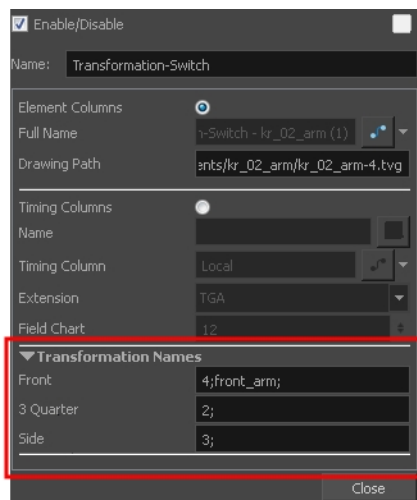 Enable/Disable
Name: Transformation-Switch
Element Columns
Full Name n-Switch - kr_02_arm (1)
Drawing Path ents/kr_02_arm/kr_02_arm-4.tvg
Timing Columns
Name
Timing Column Local
Extension TGA
Field Chart 12
Transformation Names
Front 4;front_arm;
3 Quarter 2;
Side 3;
Close